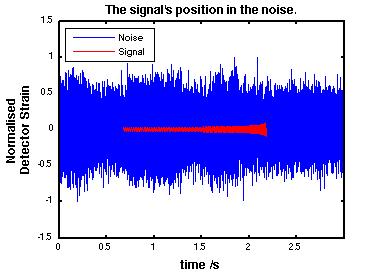 The signal's position in the noise.
Noise
Signal
Normalised
Detector Strain
1.5
1
0.5
0
-0.5
-1
-1.5
0 0.5 1 1.5 2 2.5
time /s